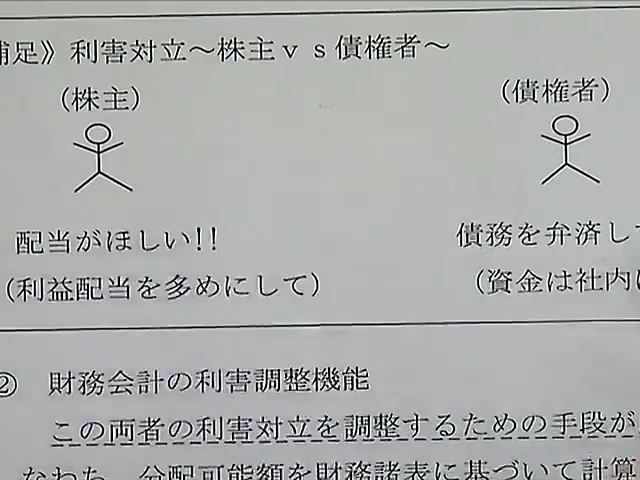 補足》利害対立～株主ｖｓ債権者～
（株主）
（債権者）
配当がほしい！！
債務を弁済して
（利益配当を多めにして）
（資金は社内に
② 財務会計の利害調整機能
この両者の利害対立を調整するための手段が
なわち、分配可能額を財務諸表に基づいて計算